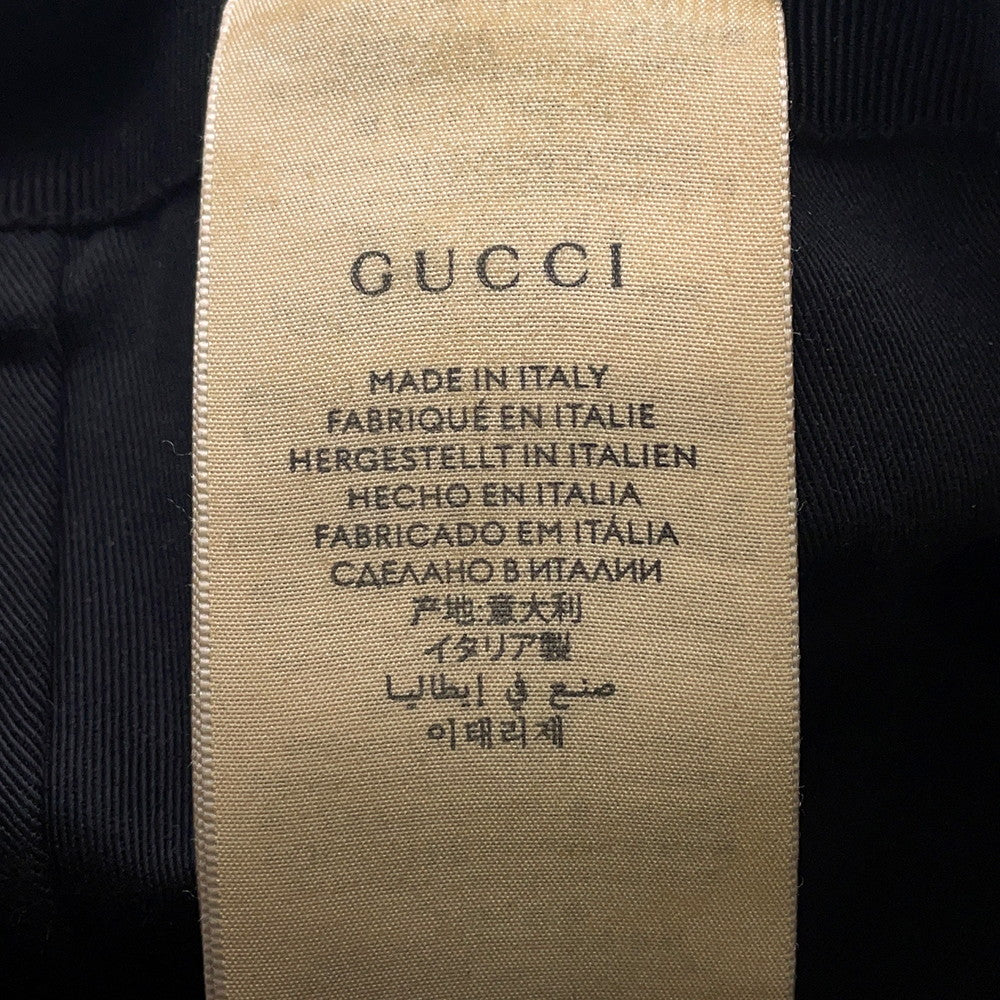 GUCCI
MADE IN ITALY
FABRIQUÉ EN ITALIE
HERGESTELLT IN ITALIEN
HECHO EN ITALIA
FABRICADO EM ITÁLIA
СДЕЛАНО В ИТАЛИИ
产地:意大利
イタリア製
صنع في إيطاليا
이태리제